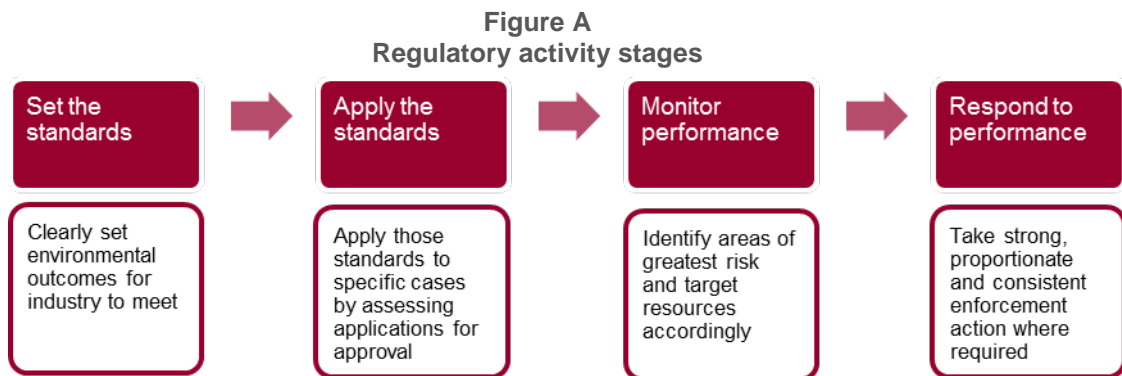 Figure A
Regulatory activity stages
Set the
standards
Apply the
standards
Monitor
performance
Respond to
performance
Clearly set
environmental
outcomes for
industry to meet
Apply those
standards to
specific cases
by assessing
applications for
approval
Identify areas of
greatest risk
and target
resources
accordingly
Take strong,
proportionate
and consistent
enforcement
action where
required